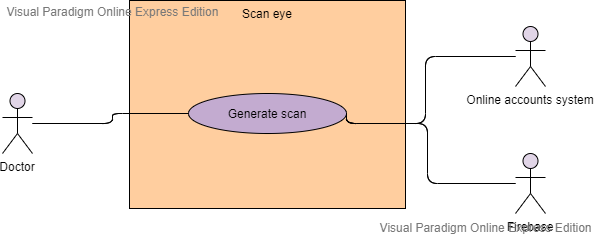 Visual Paradigm Online Express Edition
Scan eye
Generate scan
Doctor
Online accounts system
Firebase
Visual Paradigm Online Express Edition